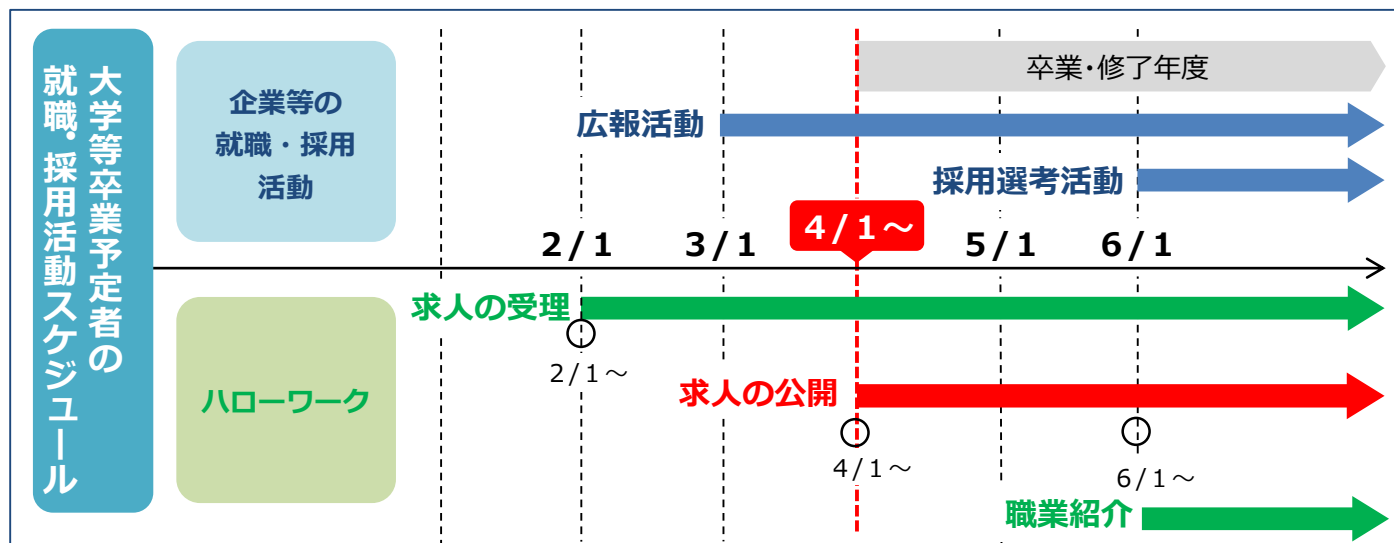 大学等卒業予定者の
就職・採用活動スケジュール
企業等の
就職・採用
活動
卒業・修了年度
広報活動
採用選考活動
2/1
3/1
4/1～
5/1
6/1
ハローワーク
求人の受理
2/1～
求人の公開
4/1～
6/1～
職業紹介